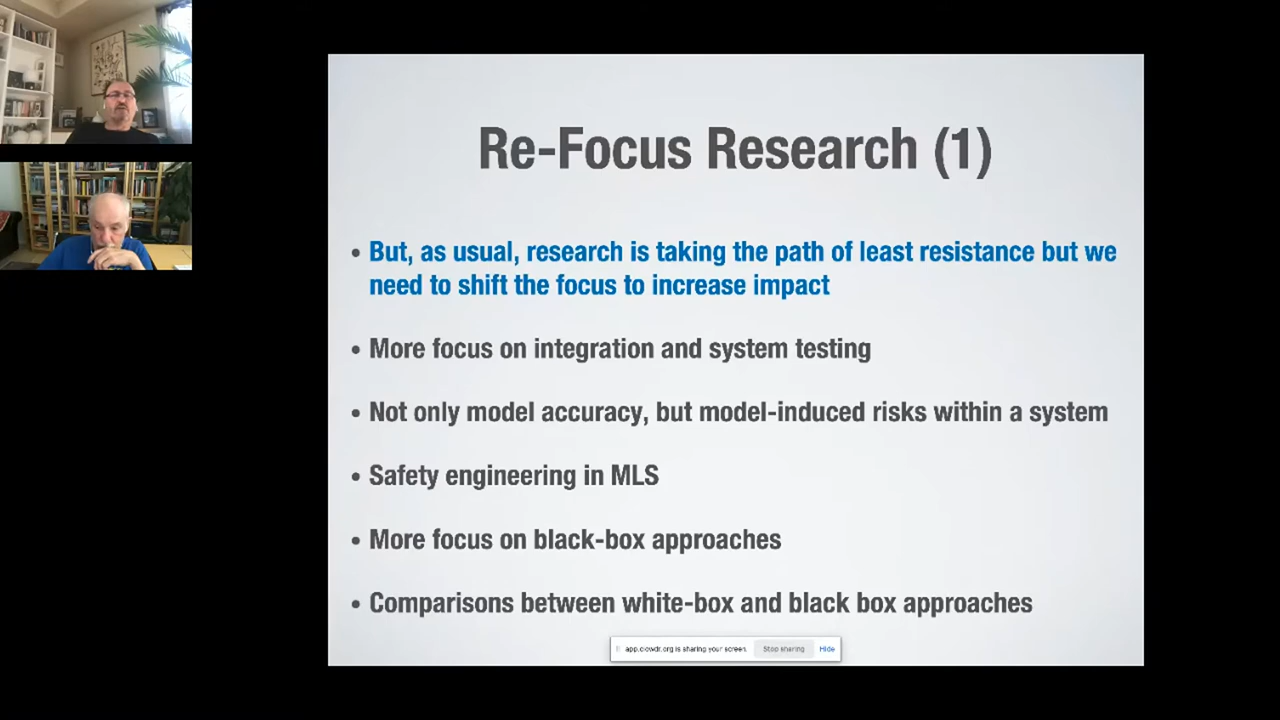 Re-Focus Research (1)
• But, as usual, research is taking the path of least resistance but we
need to shift the focus to increase impact
• More focus on integration and system testing
• Not only model accuracy, but model-induced risks within a system
• Safety engineering in MLS
• More focus on black-box approaches
• Comparisons between white-box and black box approaches
app.clowdr.org is sharing your screen. Stop sharing Hide